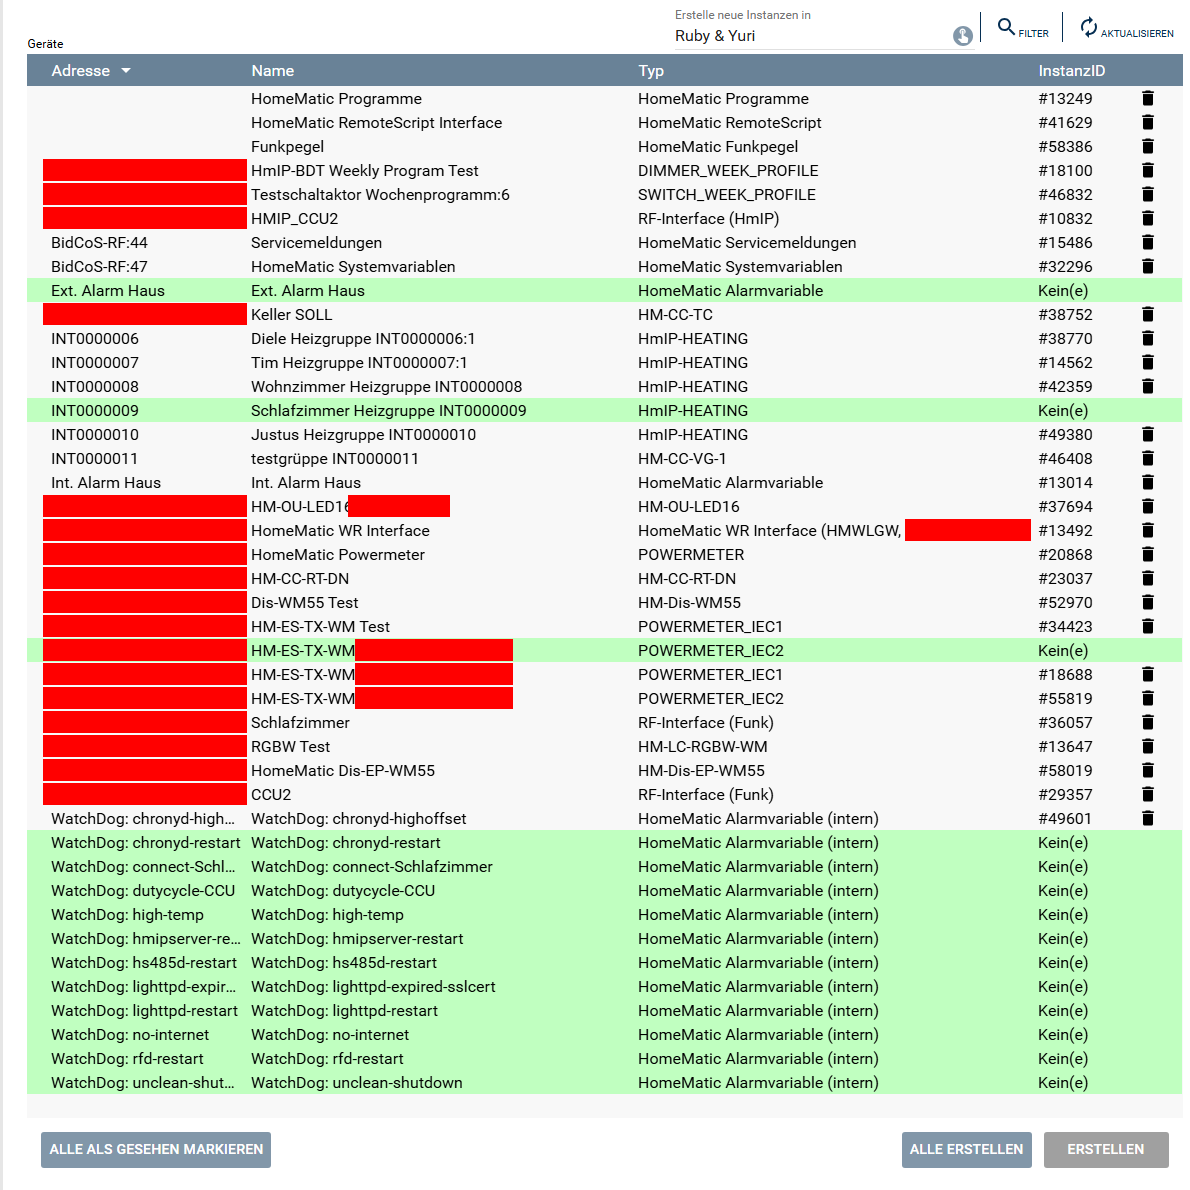 Erstelle neue Instanzen in
Ruby & Yuri
FILTER
AKTUALISIEREN
Geräte
Adresse Name Typ InstanzID
HomeMatic Programme HomeMatic Programme #13249
HomeMatic RemoteScript Interface HomeMatic RemoteScript #41629
Funkpegel HomeMatic Funkpegel #58386
HmIP-BDT Weekly Program Test DIMMER_WEEK_PROFILE #18100
Testschaltaktor Wochenprogramm:6 SWITCH_WEEK_PROFILE #46832
HMIP_CCU2 RF-Interface (HmIP) #10832
BidCoS-RF:44 Servicemeldungen HomeMatic Servicemeldungen #15486
BidCoS-RF:47 HomeMatic Systemvariablen HomeMatic Systemvariablen #32296
Ext. Alarm Haus Ext. Alarm Haus HomeMatic Alarmvariable Kein(e)
Keller SOLL HM-CC-TC #38752
INT0000006 Diele Heizgruppe INT0000006:1 HmIP-HEATING #38770
INT0000007 Tim Heizgruppe INT0000007:1 HmIP-HEATING #14562
INT0000008 Wohnzimmer Heizgruppe INT0000008 HmIP-HEATING #42359
INT0000009 Schlafzimmer Heizgruppe INT0000009 HmIP-HEATING Kein(e)
INT0000010 Justus Heizgruppe INT0000010 HmIP-HEATING #49380
INT0000011 testgrüppe INT0000011 HM-CC-VG-1 #46408
Int. Alarm Haus Int. Alarm Haus HomeMatic Alarmvariable #13014
HM-OU-LED16 HM-OU-LED16 #37694
HomeMatic WR Interface HomeMatic WR Interface (HMWLGW, #13492
HomeMatic Powermeter POWERMETER #20868
HM-CC-RT-DN HM-CC-RT-DN #23037
Dis-WM55 Test HM-Dis-WM55 #52970
HM-ES-TX-WM Test POWERMETER_IEC1 #34423
HM-ES-TX-WM POWERMETER_IEC2 Kein(e)
HM-ES-TX-WM POWERMETER_IEC1 #18688
HM-ES-TX-WM POWERMETER_IEC2 #55819
Schlafzimmer RF-Interface (Funk) #36057
RGBW Test HM-LC-RGBW-WM #13647
HomeMatic Dis-EP-WM55 HM-Dis-EP-WM55 #58019
CCU2 RF-Interface (Funk) #29357
WatchDog: chronyd-high... WatchDog: chronyd-highoffset HomeMatic Alarmvariable (intern) #49601
WatchDog: chronyd-restart WatchDog: chronyd-restart HomeMatic Alarmvariable (intern) Kein(e)
WatchDog: connect-Schl... WatchDog: connect-Schlafzimmer HomeMatic Alarmvariable (intern) Kein(e)
WatchDog: dutycycle-CCU WatchDog: dutycycle-CCU HomeMatic Alarmvariable (intern) Kein(e)
WatchDog: high-temp WatchDog: high-temp HomeMatic Alarmvariable (intern) Kein(e)
WatchDog: hmipserver-re... WatchDog: hmipserver-restart HomeMatic Alarmvariable (intern) Kein(e)
WatchDog: hs485d-restart WatchDog: hs485d-restart HomeMatic Alarmvariable (intern) Kein(e)
WatchDog: lighttpd-expir... WatchDog: lighttpd-expired-sslcert HomeMatic Alarmvariable (intern) Kein(e)
WatchDog: lighttpd-restart WatchDog: lighttpd-restart HomeMatic Alarmvariable (intern) Kein(e)
WatchDog: no-internet WatchDog: no-internet HomeMatic Alarmvariable (intern) Kein(e)
WatchDog: rfd-restart WatchDog: rfd-restart HomeMatic Alarmvariable (intern) Kein(e)
WatchDog: unclean-shut... WatchDog: unclean-shutdown HomeMatic Alarmvariable (intern) Kein(e)
ALLE ALS GESEHEN MARKIEREN ALLE ERSTELLEN ERSTELLEN